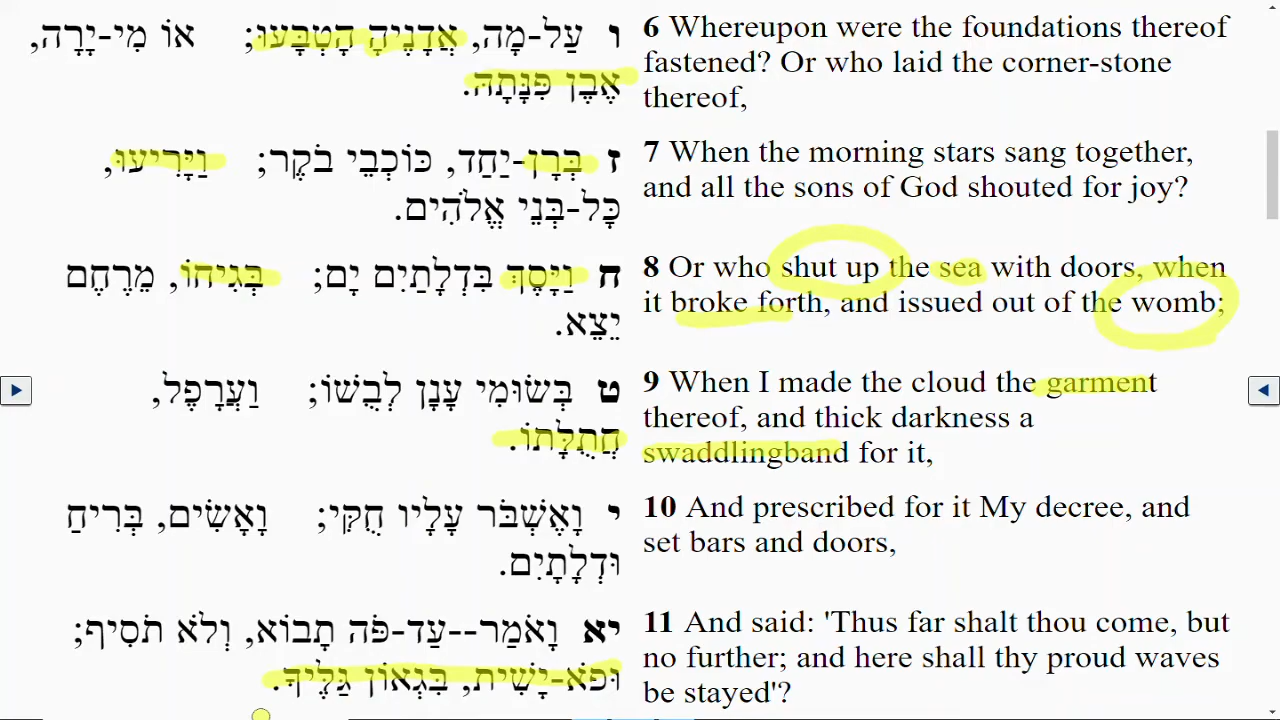 ו עַל-מָה, אֲדָנֶיהָ הָטְבָּעוּ; אוֹ מִי-יָרָה,
אֶבֶן פִּנָּתָהּ.
6 Whereupon were the foundations thereof
fastened? Or who laid the corner-stone
thereof,
ז בְּרָן-יַחַד, כּוֹכְבֵי בֹקֶר; וַיָּרִיעוּ,
כָּל-בְּנֵי אֱלֹהִים.
7 When the morning stars sang together,
and all the sons of God shouted for joy?
ח וַיָּסֶךְ בִּדְלָתַיִם יָם; בְּגִיחוֹ, מֵרֶחֶם
יֵצֵא.
8 Or who shut up the sea with doors, when
it broke forth, and issued out of the womb;
ט בְּשׂוּמִי עָנָן לְבֻשׁוֹ; וַעֲרָפֶל,
חֲתֻלָּתוֹ.
9 When I made the cloud the garment
thereof, and thick darkness a
swaddlingband for it,
י וָאֶשְׁבֹּר עָלָיו חֻקִּי; וָאָשִׂים, בְּרִיחַ
וּדְלָתָיִם.
10 And prescribed for it My decree, and
set bars and doors,
יא וָאֹמַר--עַד-פֹּה תָבוֹא, וְלֹא תֹסִיף;
וּפֹא-יָשִׁית, בִּגְאוֹן גַּלֶּיךָ.
11 And said: 'Thus far shalt thou come, but
no further; and here shall thy proud waves
be stayed'?